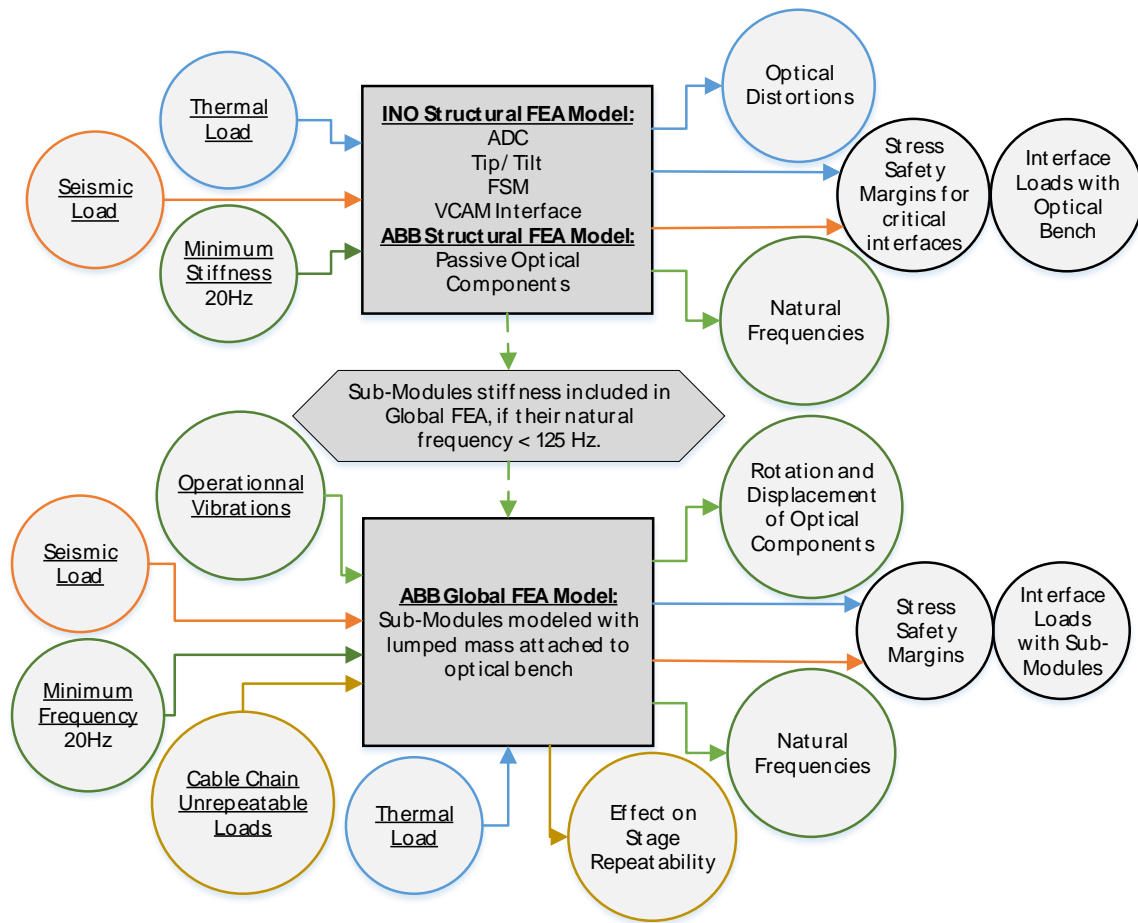 Thermal
Load
Seismic
Load
Minimum
Stiffness
20Hz
INO Structural FEA Model:
ADC
Tip/ Tilt
FSM
VCAM Interface
ABB Structural FEA Model:
Passive Optical
Components
Optical
Distortions
Stress
Safety
Margins for
critical
interfaces
Interface
Loads with
Optical
Bench
Natural
Frequencies
Sub-Modules stiffness included in
Global FEA, if their natural
frequency < 125 Hz.
Operationnal
Vibrations
Seismic
Load
Minimum
Frequency
20Hz
Cable Chain
Unrepeatable
Loads
Thermal
Load
ABB Global FEA Model:
Sub-Modules modeled with
lumped mass attached to
optical bench
Rotation and
Displacement
of Optical
Components
Stress
Safety
Margins
Interface
Loads
with Sub-
Modules
Natural
Frequencies
Effect on
Stage
Repeatability